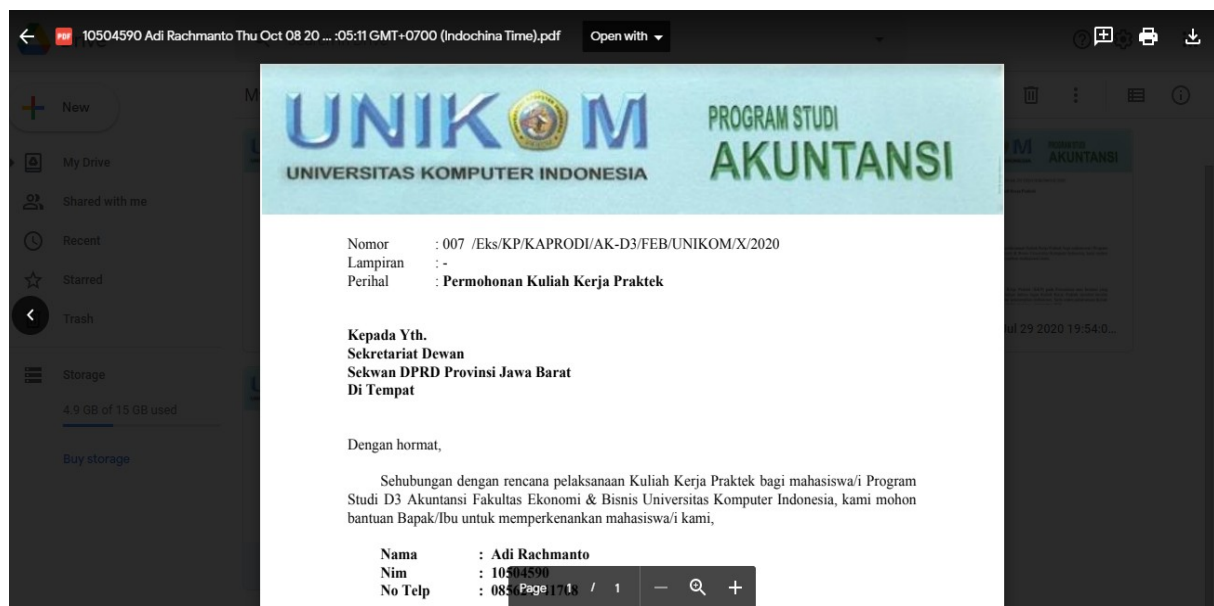 10504590 Adi Rachmanto Thu Oct 08 20 ... :05:11 GMT+0700 (Indochina Time).pdf
Open with
New
My Drive
Shared with me
Recent
Starred
Trash
Storage
4.9 GB of 15 GB used
Buy storage
UNIKOM
UNIVERSITAS KOMPUTER INDONESIA
PROGRAM STUDI
AKUNTANSI
Nomor : 007 /Eks/KP/KAPRODI/AK-D3/FEB/UNIKOM/X/2020
Lampiran : -
Perihal : Permohonan Kuliah Kerja Praktek
Kepada Yth.
Sekretariat Dewan
Sekwan DPRD Provinsi Jawa Barat
Di Tempat
Dengan hormat,
Sehubungan dengan rencana pelaksanaan Kuliah Kerja Praktek bagi mahasiswa/i Program
Studi D3 Akuntansi Fakultas Ekonomi & Bisnis Universitas Komputer Indonesia, kami mohon
bantuan Bapak/Ibu untuk memperkenankan mahasiswa/i kami,
Nama : Adi Rachmanto
Nim : 10504590
No Telp :
Page 1 / 1
AKUNTANSI
Jul 29 2020 19:54:0...